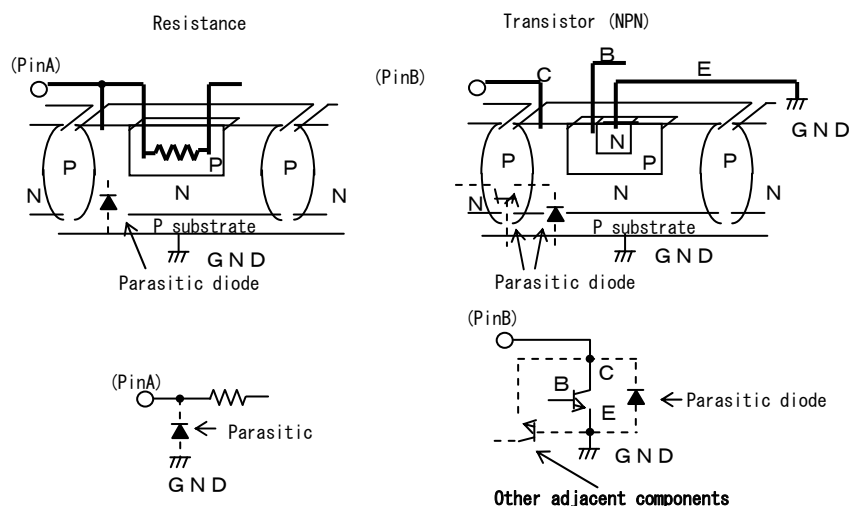 Resistance
(PinA)
P
P
P
N
N
N
P substrate
GND
Parasitic diode
Transistor (NPN)
(PinB)
C
B
E
GND
P
N
P
P
N
N
N
P substrate
GND
Parasitic diode
(PinA)
Parasitic
GND
(PinB)
C
B
E
Parasitic diode
GND
Other adjacent components